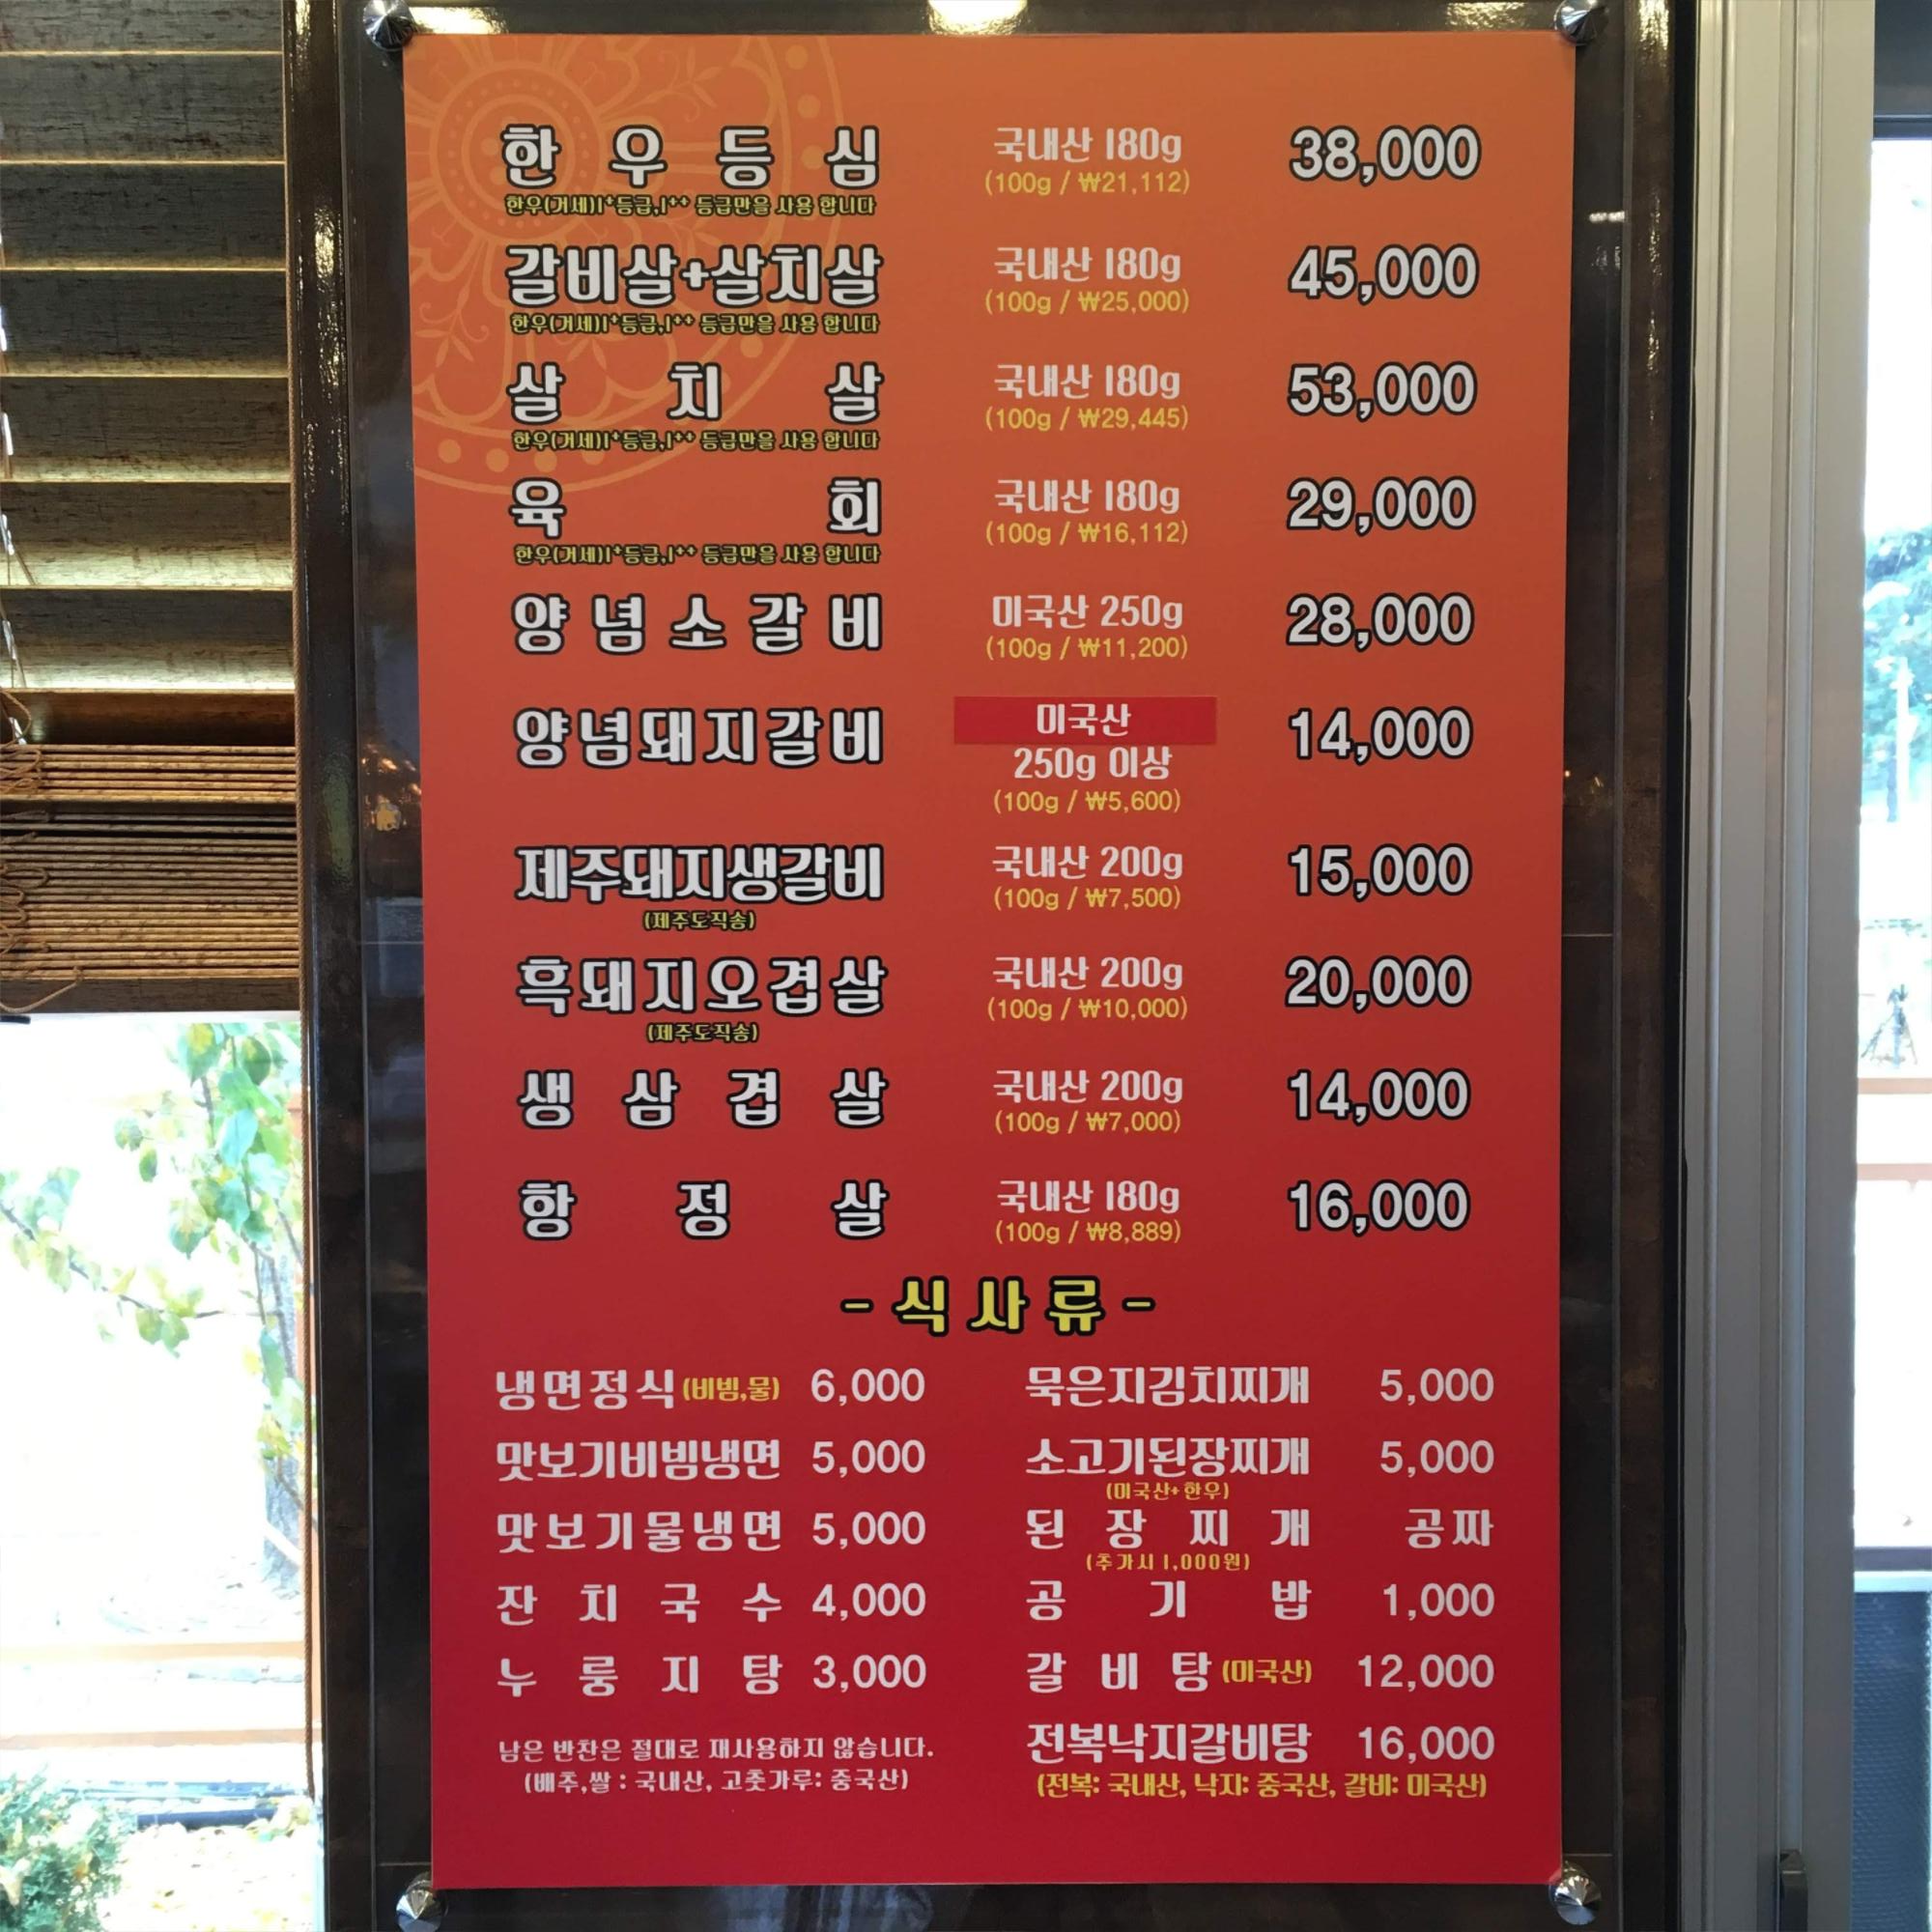 한우등심 국내산 180g 38,000
한우(거세)1+등급,1++ 등급만을 사용 합니다 (100g / ₩21,112)
갈비살+살치살 국내산 180g 45,000
한우(거세)1+등급,1++ 등급만을 사용 합니다 (100g / ₩25,000)
살치살 국내산 180g 53,000
한우(거세)1+등급,1++ 등급만을 사용 합니다 (100g / ₩29,445)
육회 국내산 180g 29,000
한우(거세)1+등급,1++ 등급만을 사용 합니다 (100g / ₩16,112)
양념소갈비 미국산 250g 28,000
(100g / ₩11,200)
양념돼지갈비 미국산 14,000
250g 이상
(100g / ₩5,600)
제주돼지생갈비 국내산 200g 15,000
(제주도직송) (100g / ₩7,500)
흑돼지오겹살 국내산 200g 20,000
(제주도직송) (100g / ₩10,000)
생삼겹살 국내산 200g 14,000
(100g / ₩7,000)
항정살 국내산 180g 16,000
(100g / ₩8,889)
- 식사류 -
냉면정식(비빔,물) 6,000
맛보기비빔냉면 5,000
맛보기물냉면 5,000
잔치국수 4,000
누룽지탕 3,000
남은 반찬은 절대로 재사용하지 않습니다.
(배추,쌀 : 국내산, 고춧가루: 중국산)
묵은지김치찌개 5,000
소고기된장찌개 5,000
(미국산+한우)
된장찌개 공짜
(추가시 1,000원)
공기밥 1,000
갈비탕(미국산) 12,000
전복낙지갈비탕 16,000
(전복: 국내산, 낙지: 중국산, 갈비: 미국산)